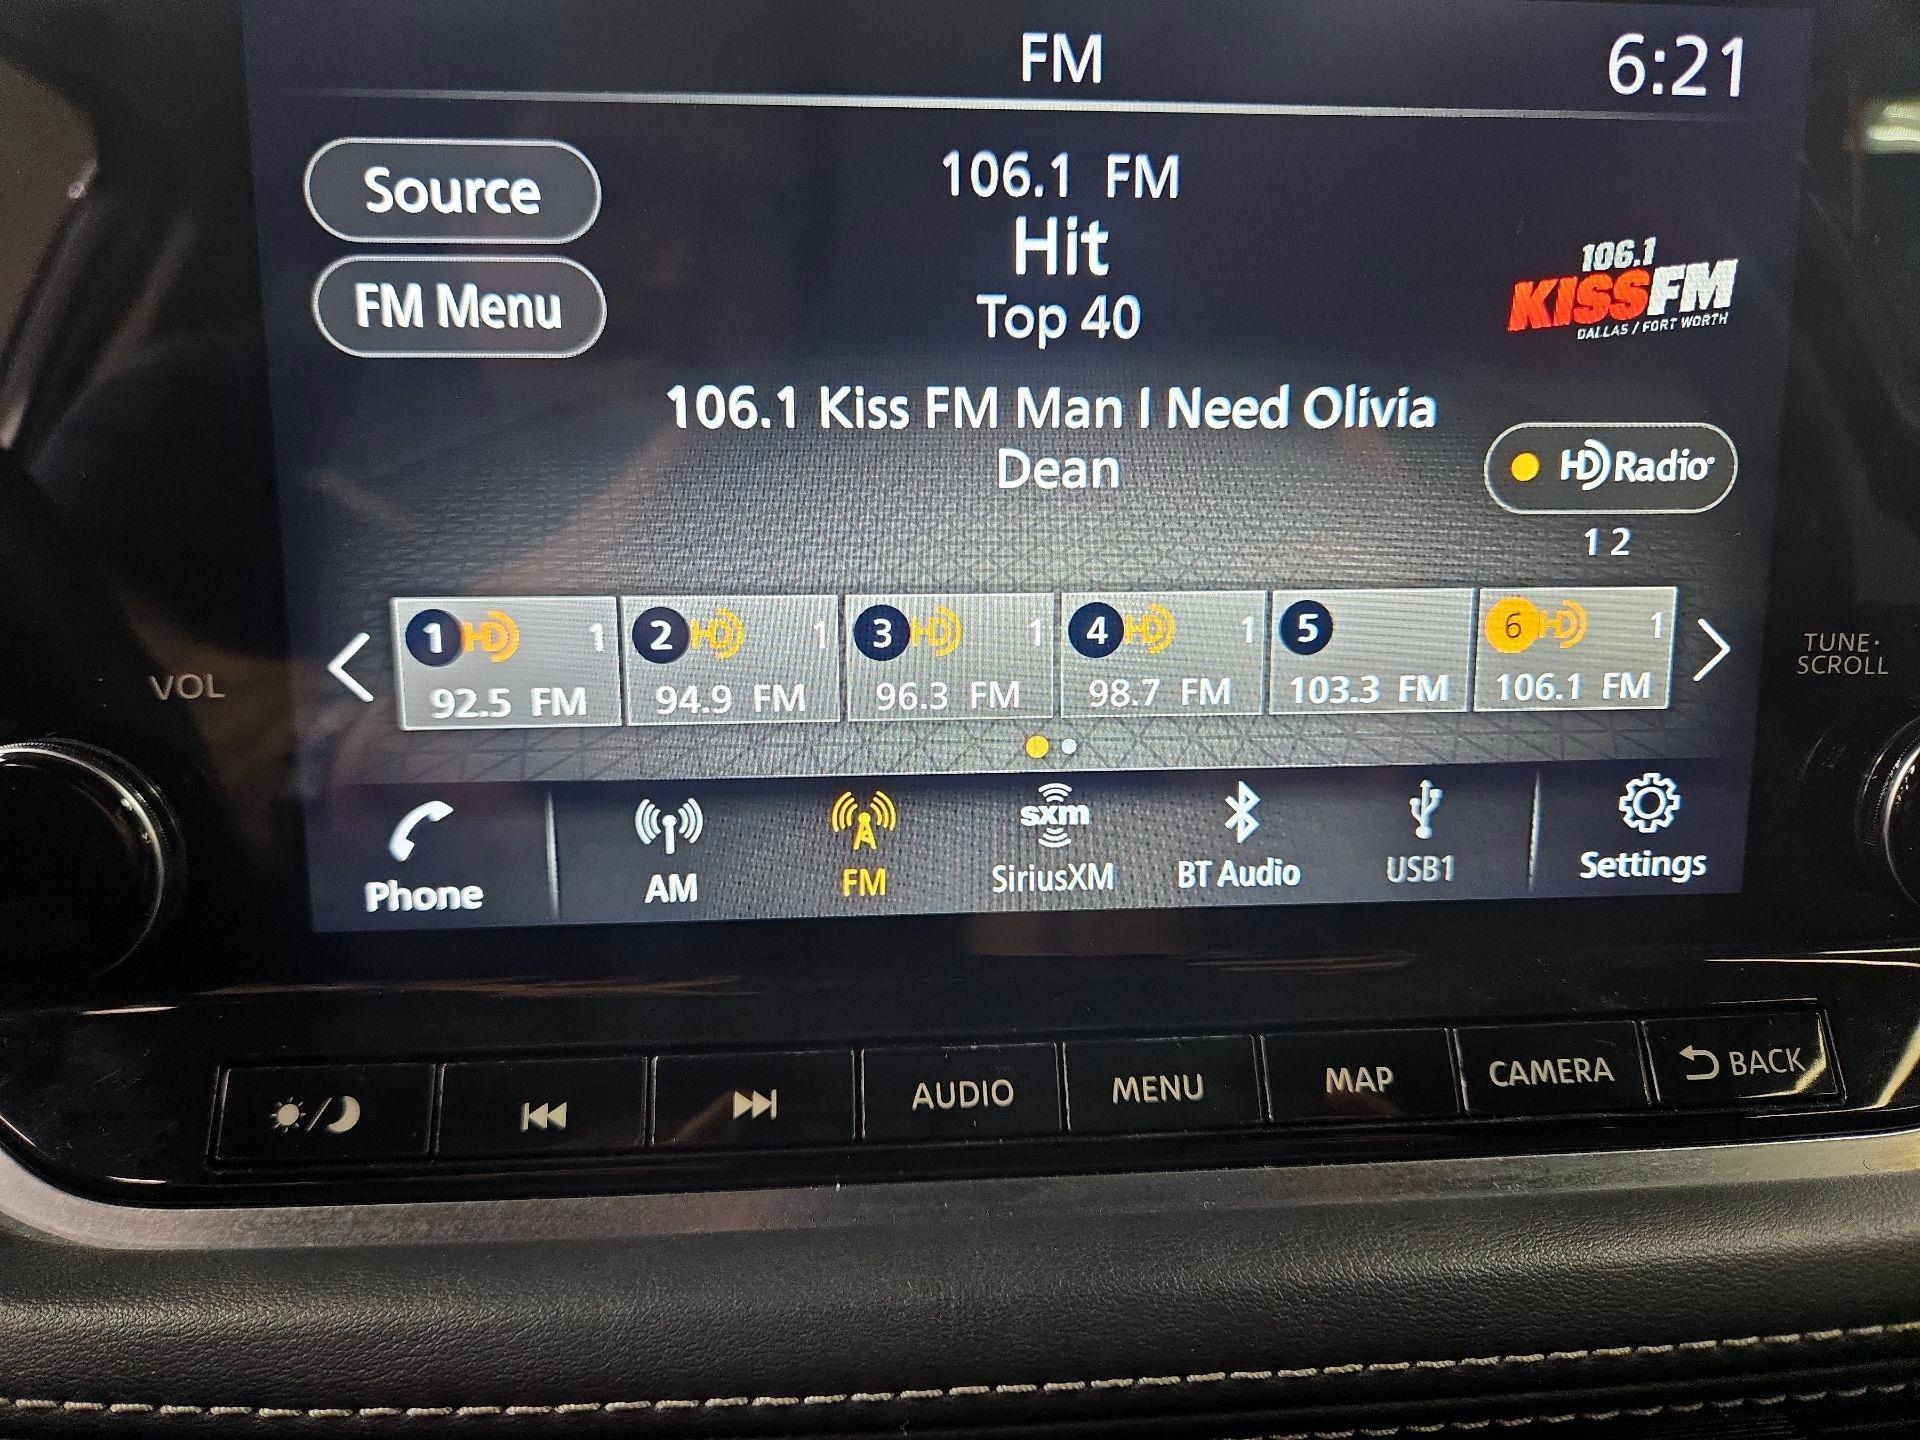 FM
6:21
Source
106.1 FM
Hit
Top 40
FM Menu
106.1
KISSFM
DALLAS / FORT WORTH
106.1 Kiss FM Man I Need Olivia
Dean
HD Radio
1 2
1 HD 1
92.5 FM
2 HD 1
94.9 FM
3 HD 1
96.3 FM
4 HD 1
98.7 FM
5
103.3 FM
6 HD 1
106.1 FM
VOL
TUNE·
SCROLL
Phone
AM
FM
sxm
SiriusXM
BT Audio
USB1
Settings
AUDIO
MENU
MAP
CAMERA
BACK